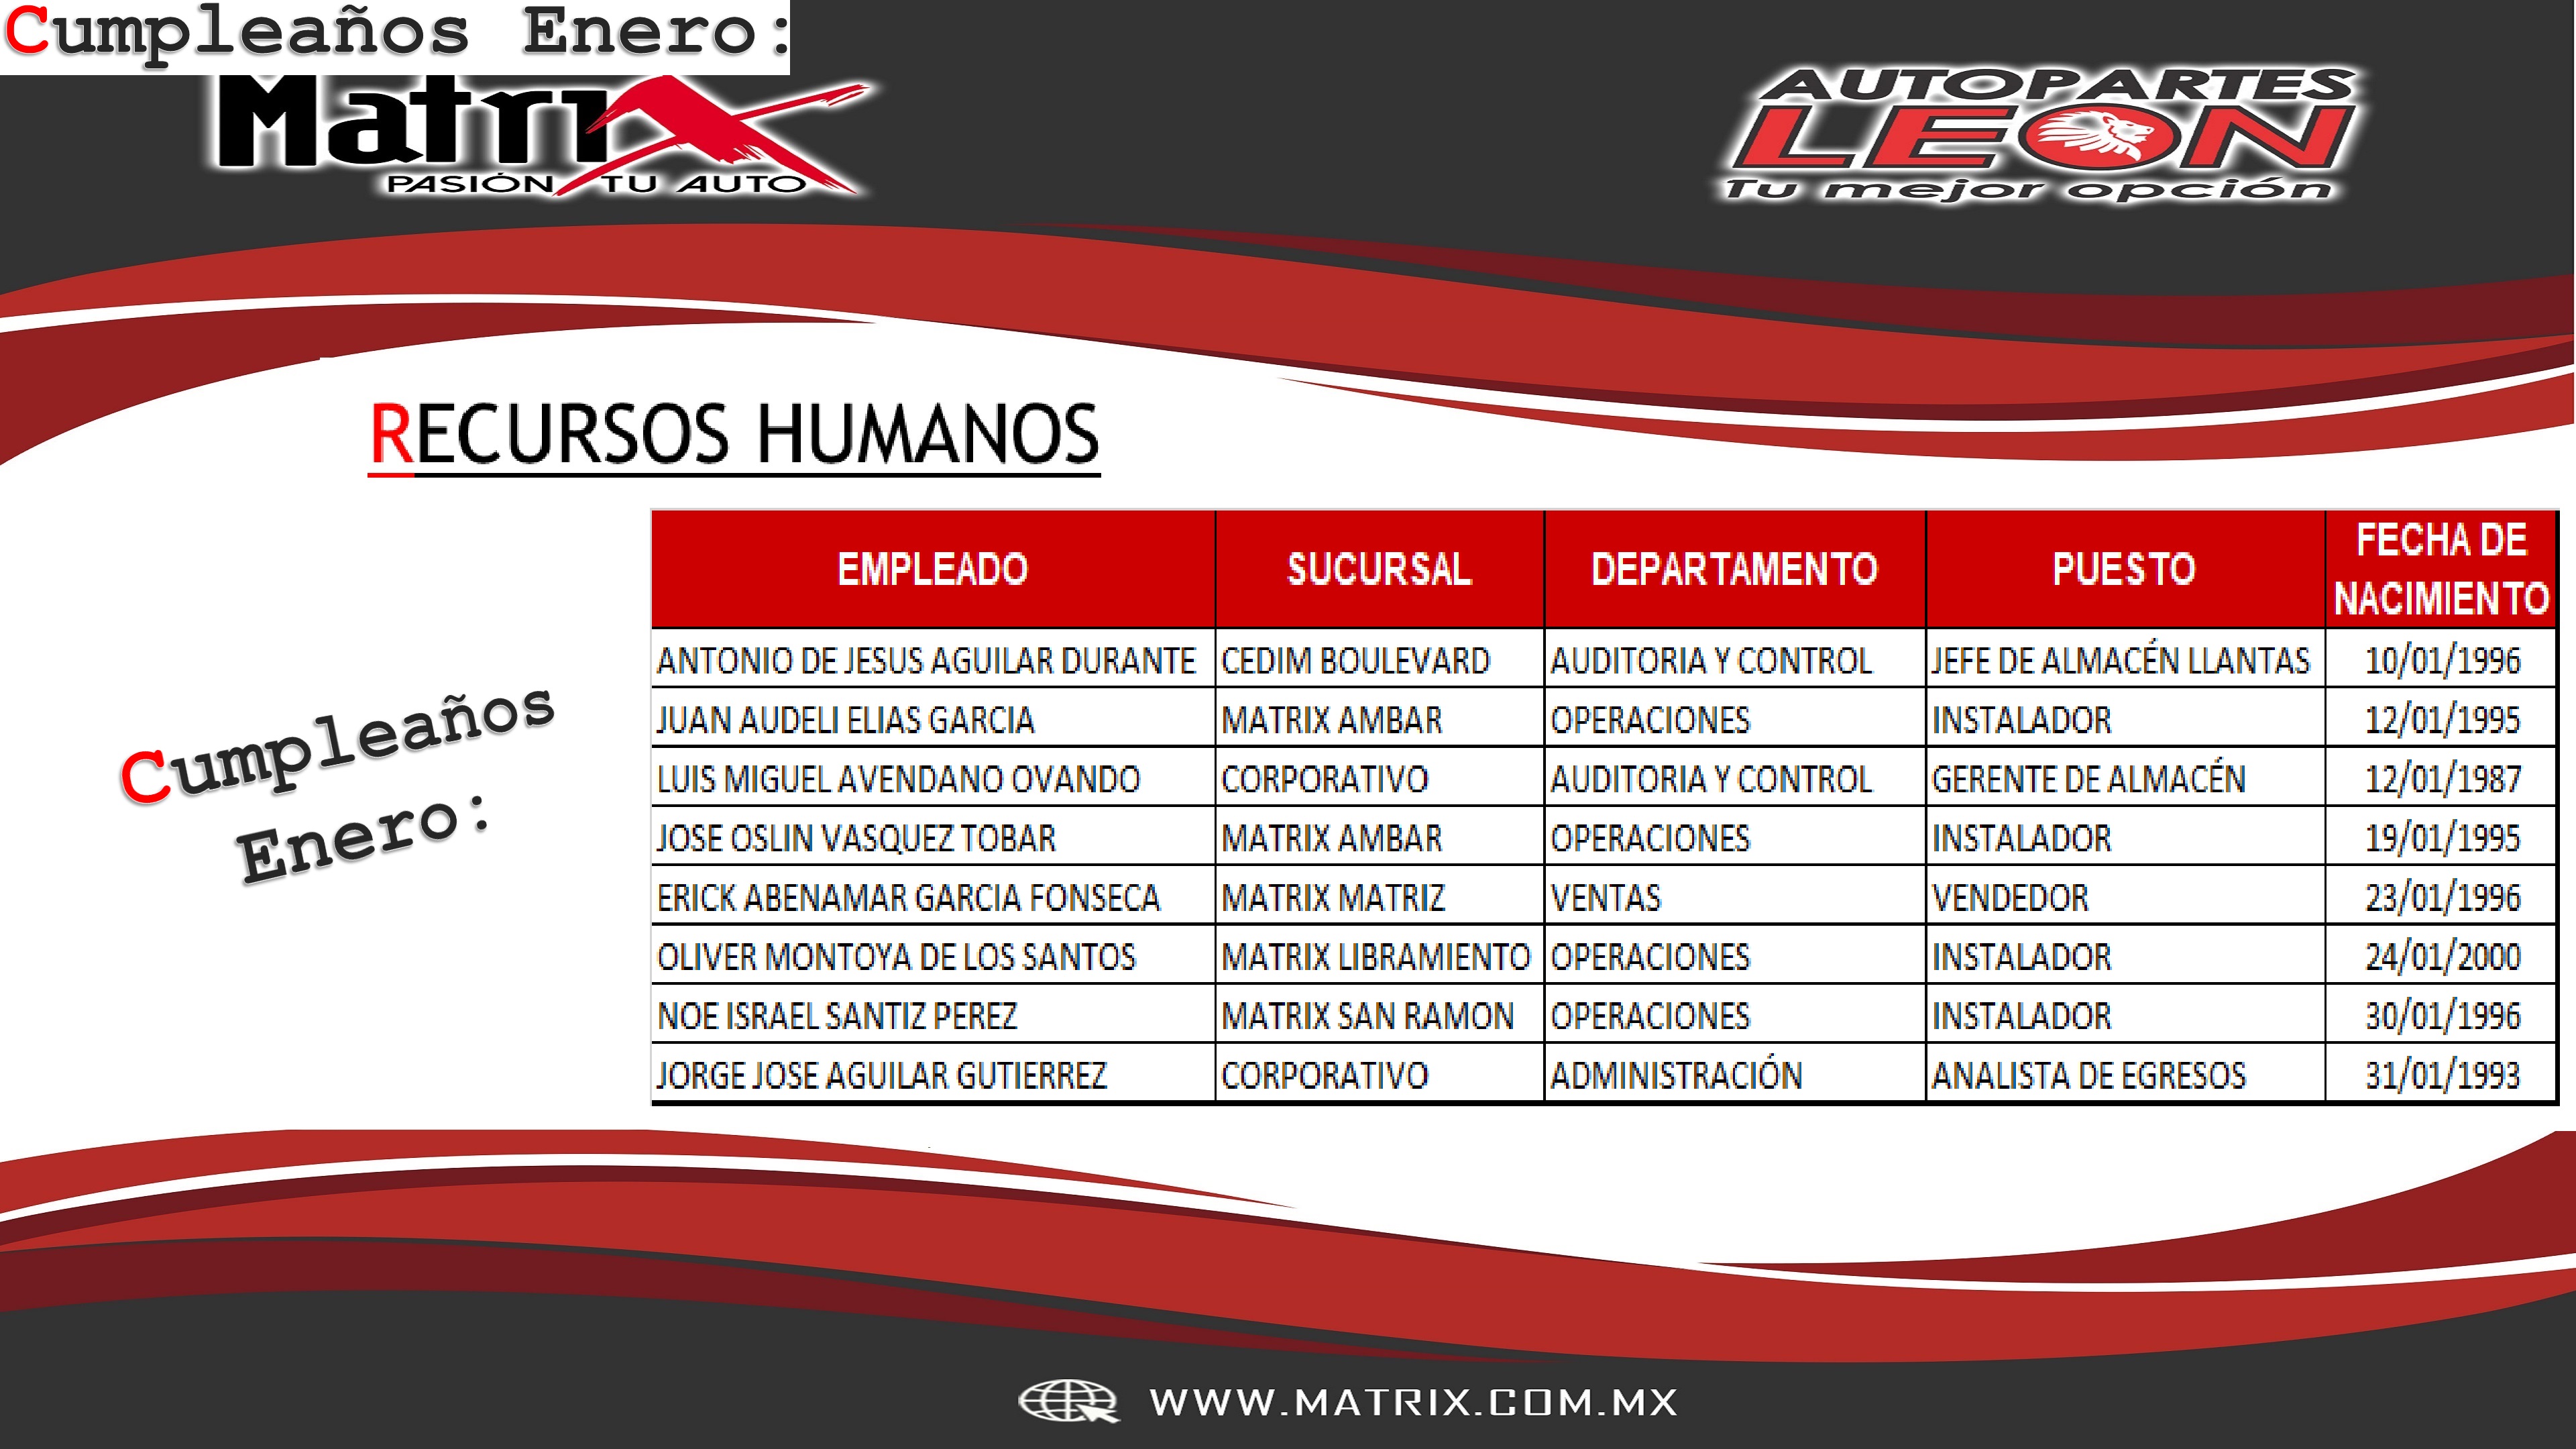 Cumpleaños Enero:
Matrix
PASIÓN TU AUTO
AUTOPARTES
LEON
Tu mejor opción
RECURSOS HUMANOS
Cumpleaños
Enero:
EMPLEADO SUCURSAL DEPARTAMENTO PUESTO FECHA DE NACIMIENTO
ANTONIO DE JESUS AGUILAR DURANTE CEDIM BOULEVARD AUDITORIA Y CONTROL JEFE DE ALMACÉN LLANTAS 10/01/1996
JUAN AUDELI ELIAS GARCIA MATRIX AMBAR OPERACIONES INSTALADOR 12/01/1995
LUIS MIGUEL AVENDANO OVANDO CORPORATIVO AUDITORIA Y CONTROL GERENTE DE ALMACÉN 12/01/1987
JOSE OSLIN VASQUEZ TOBAR MATRIX AMBAR OPERACIONES INSTALADOR 19/01/1995
ERICK ABENAMAR GARCIA FONSECA MATRIX MATRIZ VENTAS VENDEDOR 23/01/1996
OLIVER MONTOYA DE LOS SANTOS MATRIX LIBRAMIENTO OPERACIONES INSTALADOR 24/01/2000
NOE ISRAEL SANTIZ PEREZ MATRIX SAN RAMON OPERACIONES INSTALADOR 30/01/1996
JORGE JOSE AGUILAR GUTIERREZ CORPORATIVO ADMINISTRACIÓN ANALISTA DE EGRESOS 31/01/1993
WWW.MATRIX.COM.MX